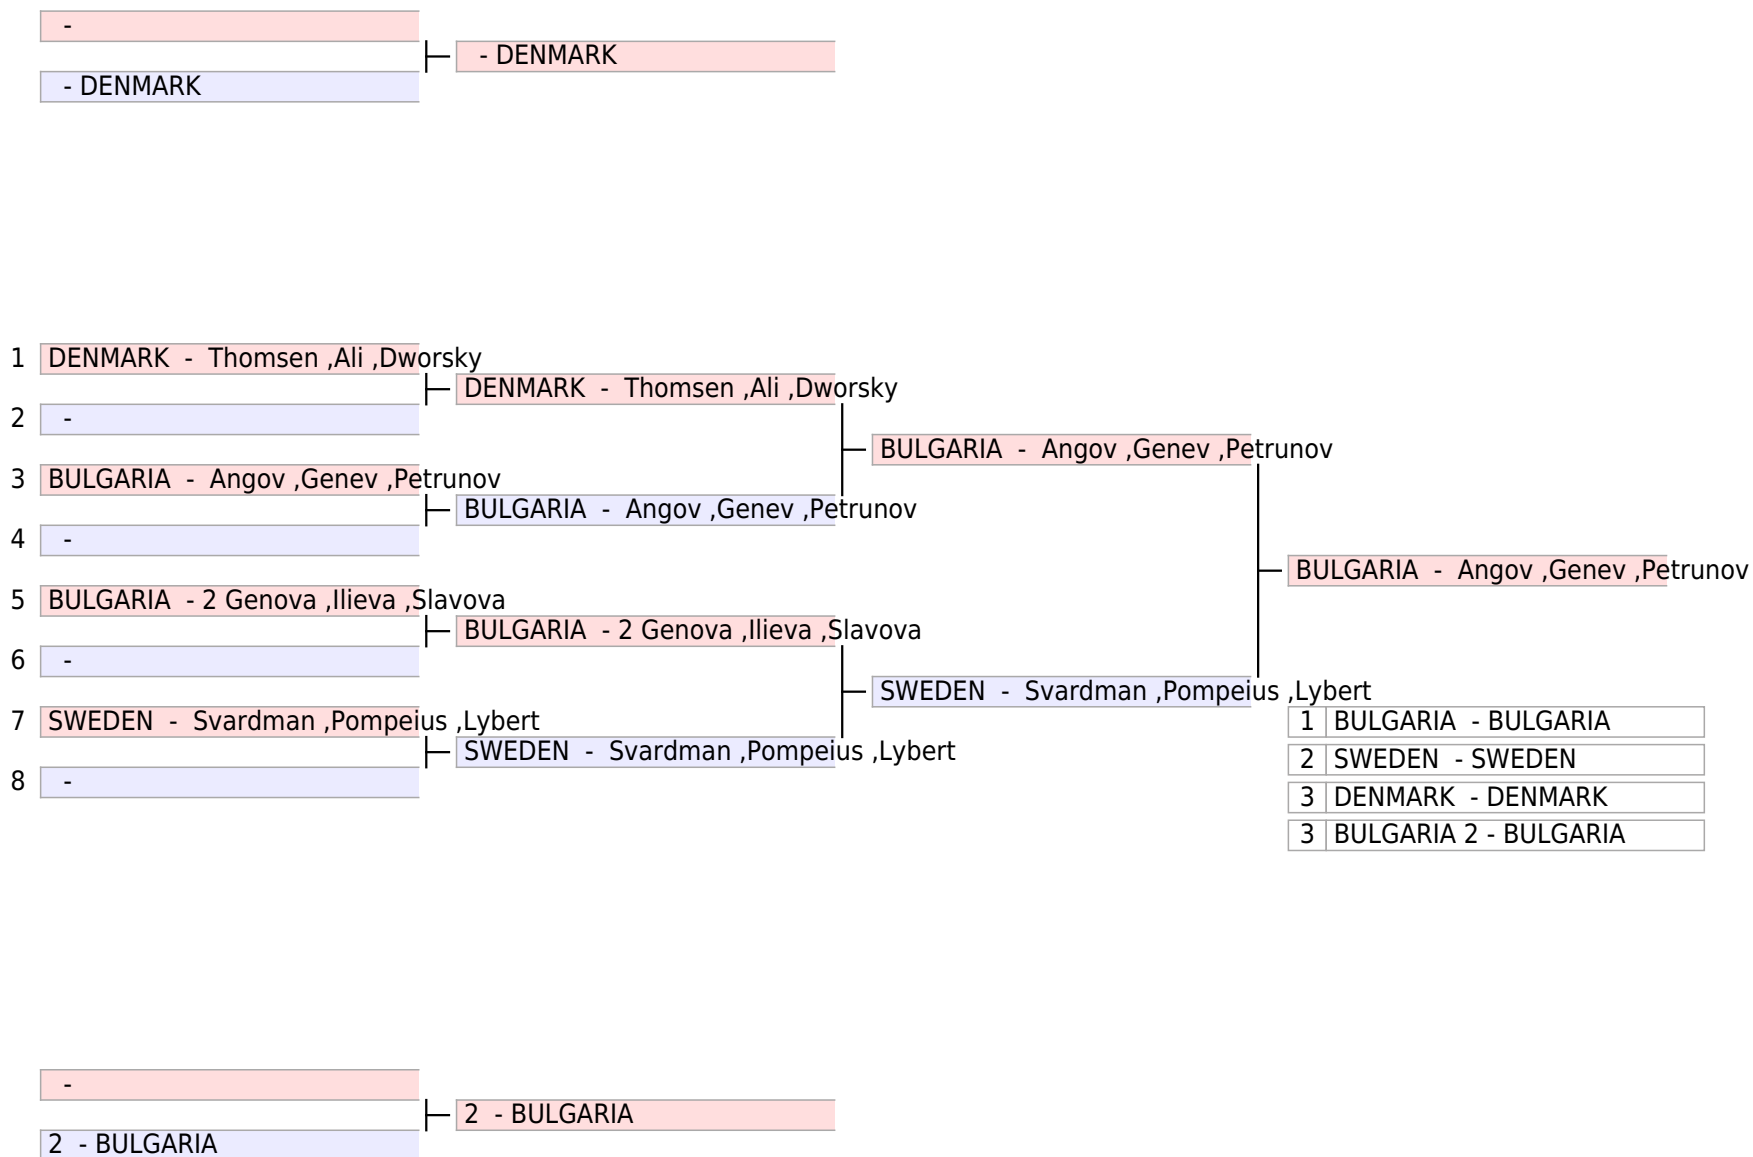 -
- DENMARK
- DENMARK
1 DENMARK - Thomsen ,Ali ,Dworsky
DENMARK - Thomsen ,Ali ,Dworsky
2 -
BULGARIA - Angov ,Genev ,Petrunov
3 BULGARIA - Angov ,Genev ,Petrunov
BULGARIA - Angov ,Genev ,Petrunov
4 -
BULGARIA - Angov ,Genev ,Petrunov
5 BULGARIA - 2 Genova ,Ilieva ,Slavova
BULGARIA - 2 Genova ,Ilieva ,Slavova
6 -
SWEDEN - Svardman ,Pompeius ,Lybert
7 SWEDEN - Svardman ,Pompeius ,Lybert
1 BULGARIA - BULGARIA
SWEDEN - Svardman ,Pompeius ,Lybert
2 SWEDEN - SWEDEN
8 -
3 DENMARK - DENMARK
3 BULGARIA 2 - BULGARIA
-
2 - BULGARIA
2 - BULGARIA